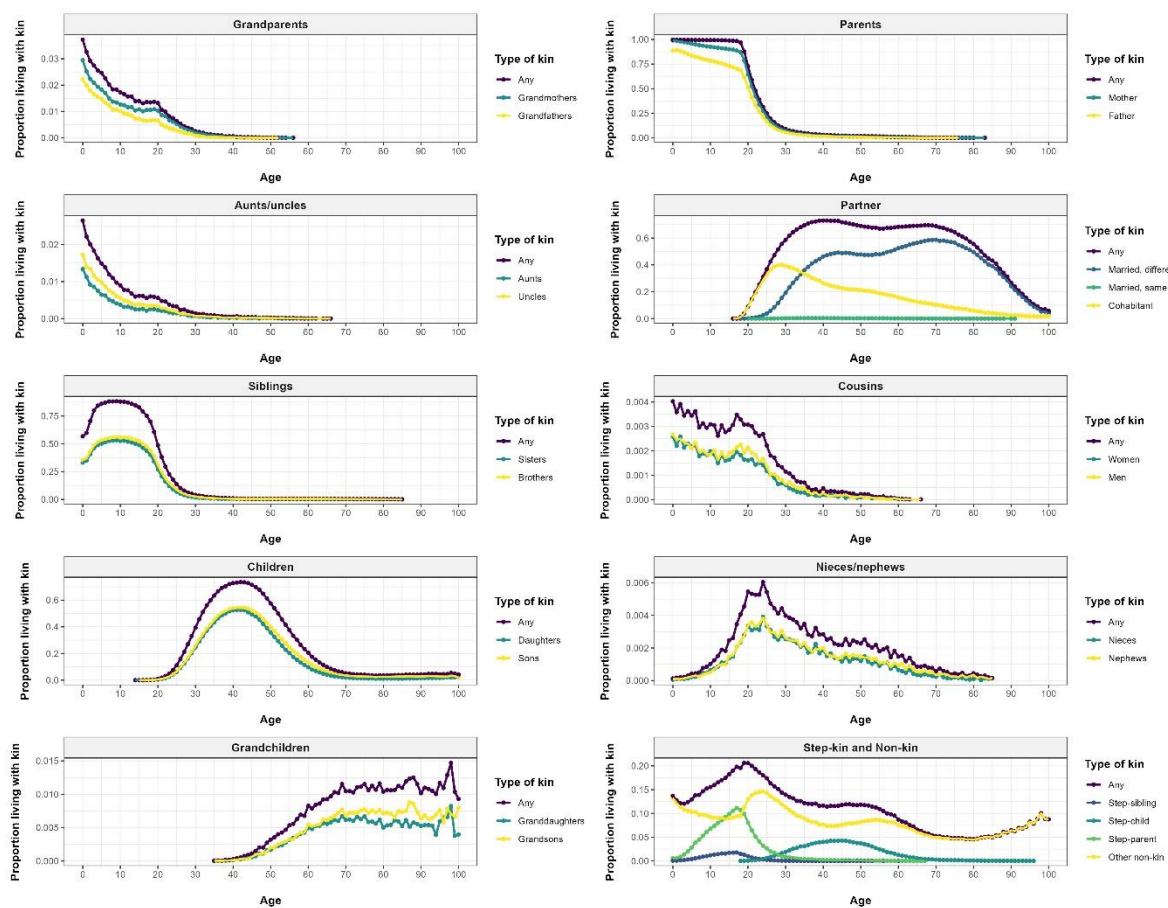 Grandparents
Proportion living with kin
0.03
0.02
0.01
0.00
0 10 20 30 40 50 60 70 80 90 100
Age
Type of kin
Any
Grandmothers
Grandfathers
Parents
Proportion living with kin
1.00
0.75
0.50
0.25
0.00
0 10 20 30 40 50 60 70 80 90 100
Age
Type of kin
Any
Mother
Father
Aunts/uncles
Proportion living with kin
0.02
0.01
0.00
0 10 20 30 40 50 60 70 80 90 100
Age
Type of kin
Any
Aunts
Uncles
Partner
Proportion living with kin
0.6
0.4
0.2
0.0
0 10 20 30 40 50 60 70 80 90 100
Age
Type of kin
Any
Married, differe
Married, same
Cohabitant
Siblings
Proportion living with kin
0.75
0.50
0.25
0.00
0 10 20 30 40 50 60 70 80 90 100
Age
Type of kin
Any
Sisters
Brothers
Cousins
Proportion living with kin
0.004
0.003
0.002
0.001
0.000
0 10 20 30 40 50 60 70 80 90 100
Age
Type of kin
Any
Women
Men
Children
Proportion living with kin
0.6
0.4
0.2
0.0
0 10 20 30 40 50 60 70 80 90 100
Age
Type of kin
Any
Daughters
Sons
Nieces/nephews
Proportion living with kin
0.006
0.004
0.002
0.000
0 10 20 30 40 50 60 70 80 90 100
Age
Type of kin
Any
Nieces
Nephews
Grandchildren
Proportion living with kin
0.015
0.010
0.005
0.000
0 10 20 30 40 50 60 70 80 90 100
Age
Type of kin
Any
Granddaughters
Grandsons
Step-kin and Non-kin
Proportion living with kin
0.20
0.15
0.10
0.05
0.00
0 10 20 30 40 50 60 70 80 90 100
Age
Type of kin
Any
Step-sibling
Step-child
Step-parent
Other non-kin